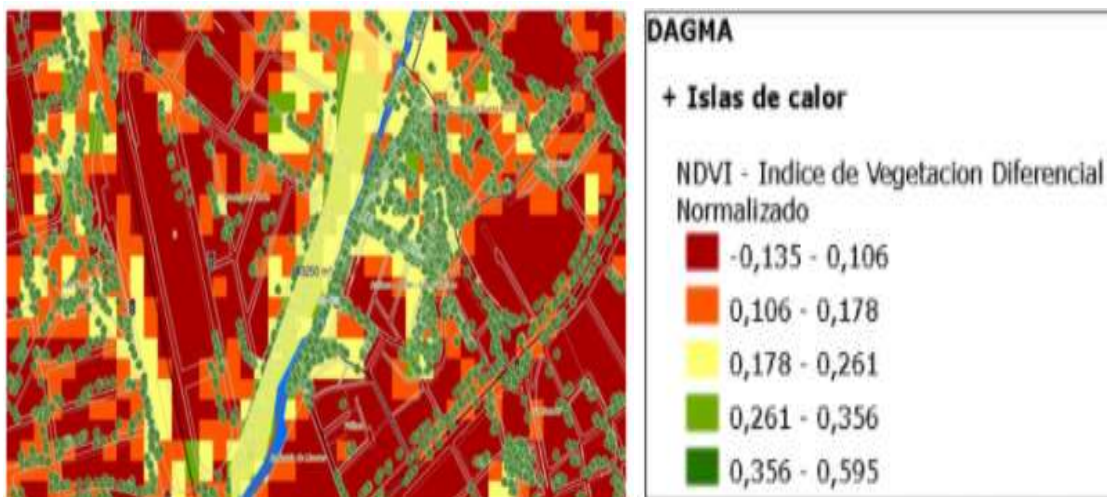 DAGMA
+ Islas de calor
NDVI - Indice de Vegetacion Diferencial
Normalizado
-0,135 - 0,106
0,106 - 0,178
0,178 - 0,261
0,261 - 0,356
0,356 - 0,595